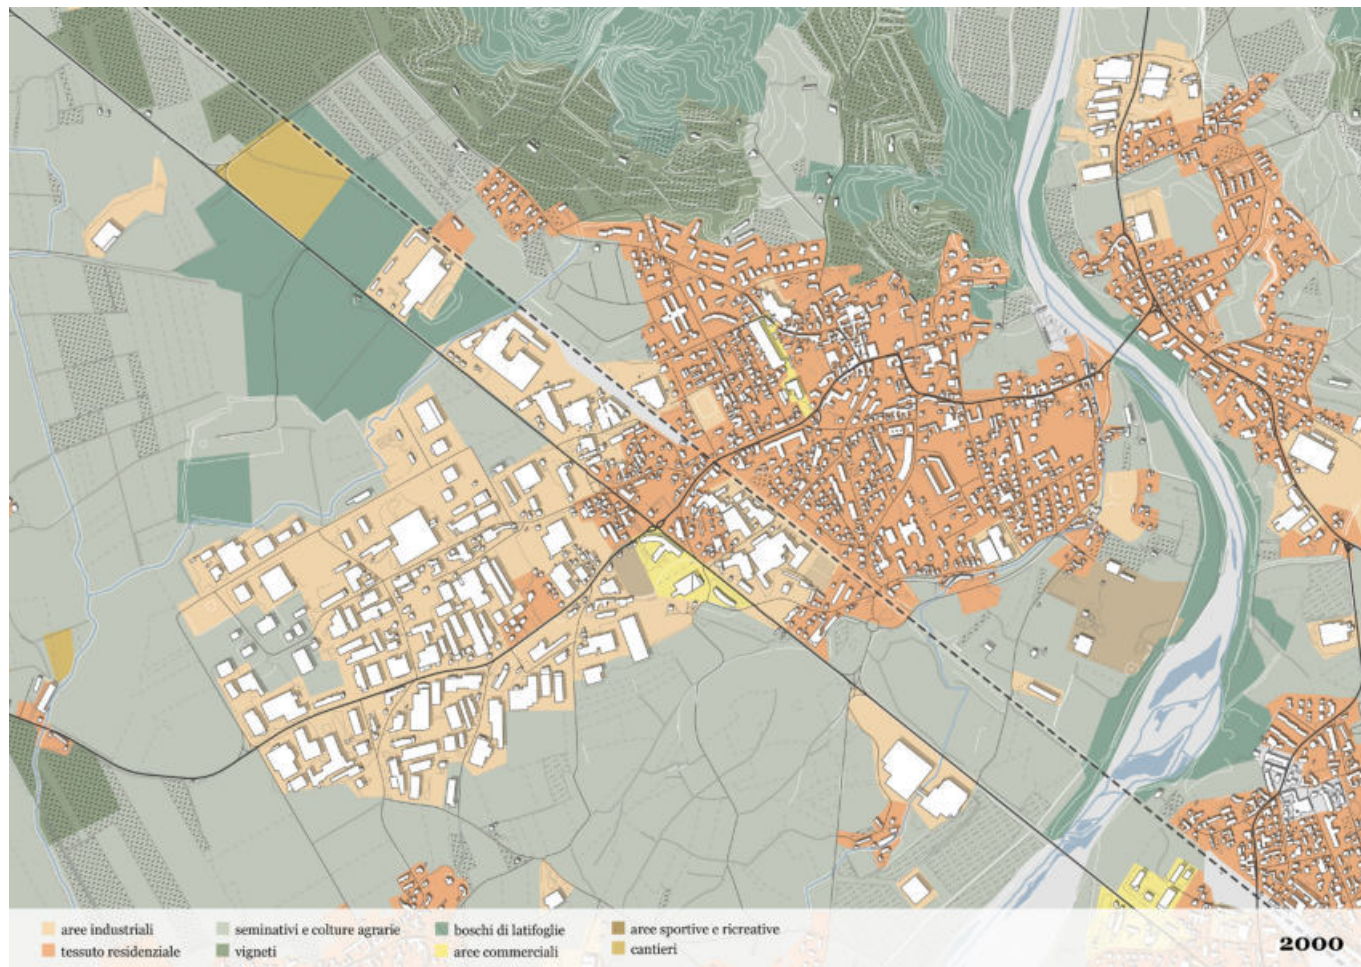 aree industriali
seminativi e colture agrarie
boschi di latifoglie
aree sportive e ricreative
tessuto residenziale
vigneti
aree commerciali
cantieri
2000